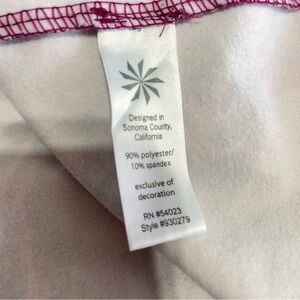 Designed in
Sonoma County,
California
90% polyester/
10% spandex
exclusive of
decoration
RN #54023
Style #930279